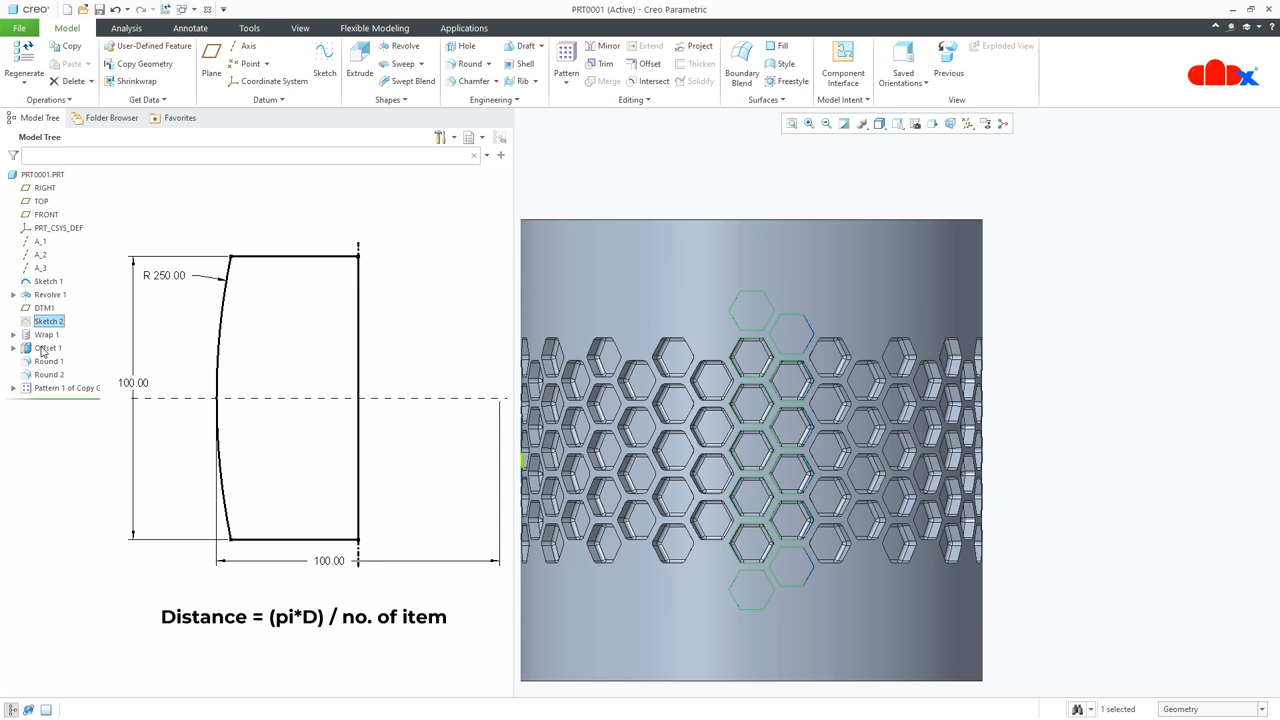 creo
PRT0001 (Active) - Creo Parametric
File
Model
Analysis
Annotate
Tools
View
Flexible Modeling
Applications
Regenerate
Copy
Paste
Delete
Operations
User-Defined Feature
Copy Geometry
Shrinkwrap
Get Data
Plane
Axis
Point
Coordinate System
Sketch
Datum
Extrude
Revolve
Sweep
Swept Blend
Shapes
Hole
Round
Chamfer
Draft
Shell
Rib
Engineering
Pattern
Mirror
Trim
Merge
Extend
Offset
Intersect
Project
Thicken
Solidify
Editing
Boundary
Blend
Fill
Style
Freestyle
Surfaces
Component
Interface
Model Intent
Saved
Orientations
Previous
Exploded View
View
Model Tree
Folder Browser
Favorites
Model Tree
PRT0001.PRT
RIGHT
TOP
FRONT
PRT_CSYS_DEF
A_1
A_2
A_3
Sketch 1
Revolve 1
DTM1
Sketch 2
Wrap 1
Offset 1
Round 1
Round 2
Pattern 1 of Copy G
R 250.00
100.00
100.00
Distance = (pi*D) / no. of item
1 selected
Geometry